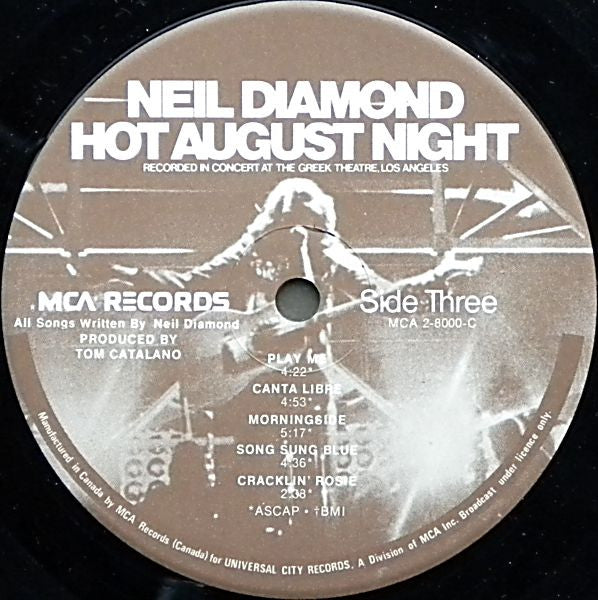 NEIL DIAMOND
HOT AUGUST NIGHT
RECORDED IN CONCERT AT THE GREEK THEATRE, LOS ANGELES
MCA RECORDS
All Songs Written By Neil Diamond
PRODUCED BY
TOM CATALANO
Side Three
MCA 2-8000-C
PLAY ME
4:22*
CANTA LIBRE
4:53*
MORNINGSIDE
5:17*
SONG SUNG BLUE
4:36*
CRACKLIN' ROSIE
2:38*
*ASCAP • †BMI
Manufactured in Canada by MCA Records (Canada) for UNIVERSAL CITY RECORDS, A Division of MCA Inc. Broadcast under licence only.